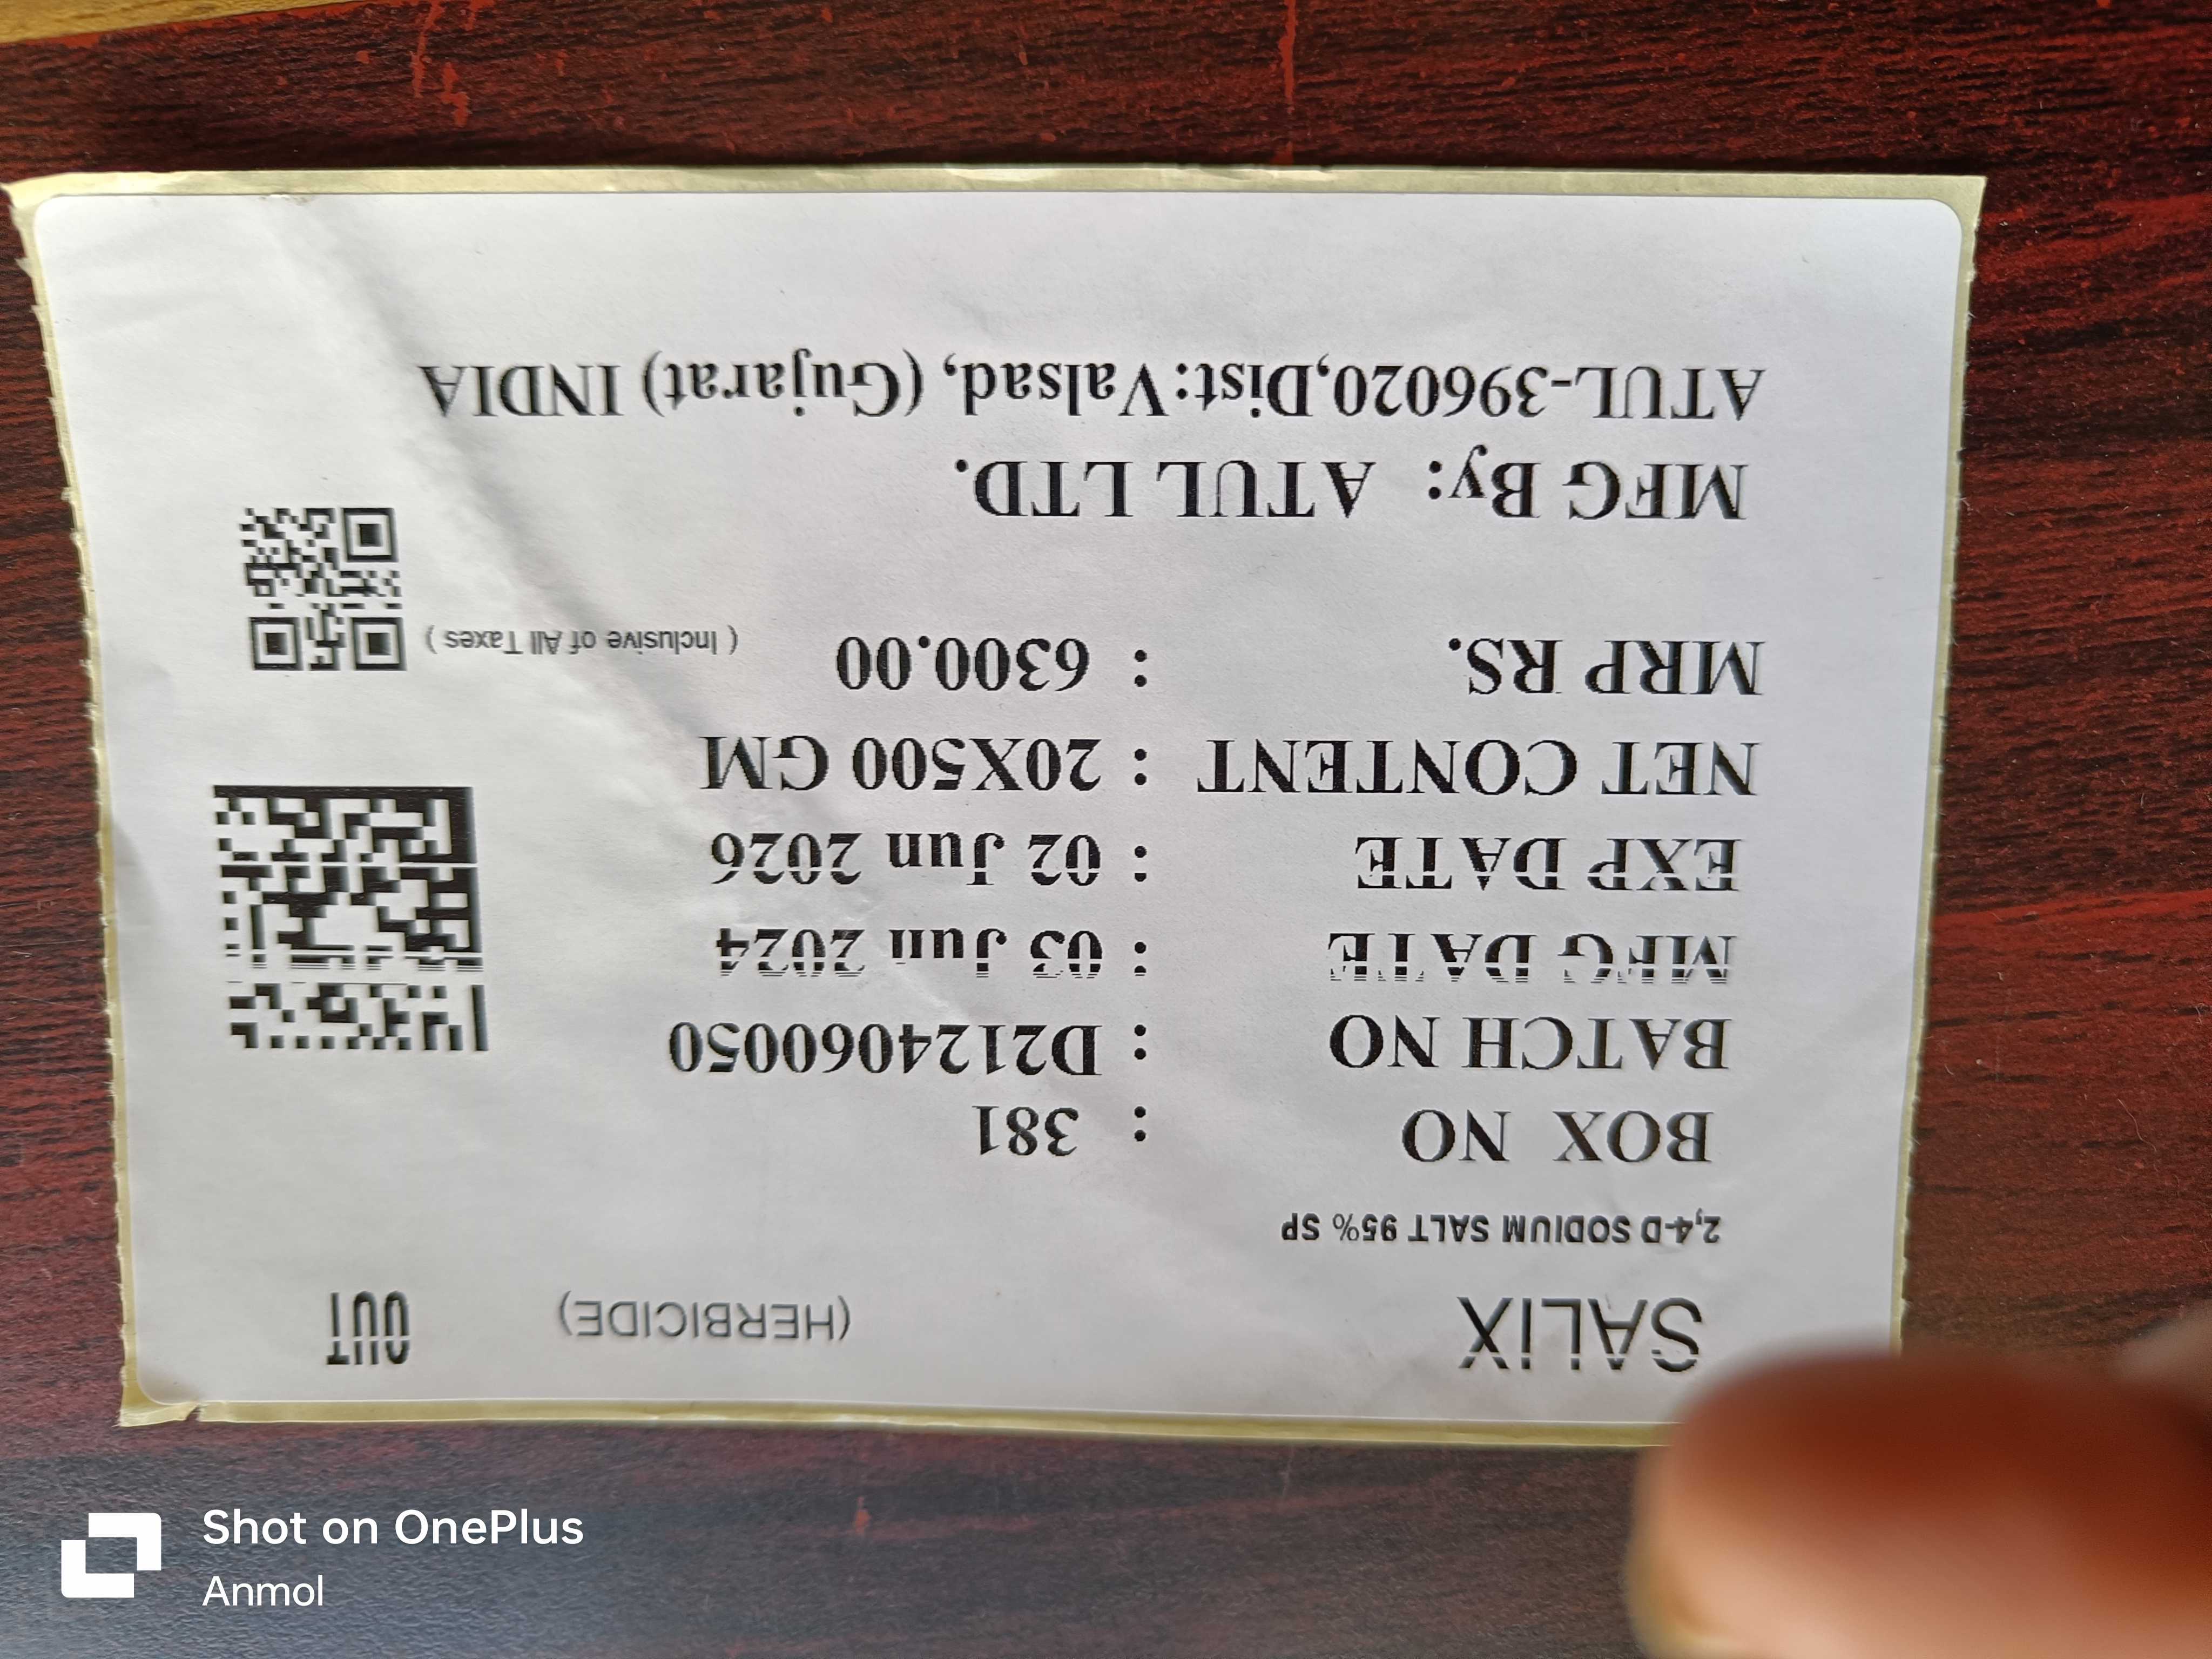 SALIX (HERBICIDE) OUT
2,4-D SODIUM SALT 95% SP
BOX NO : 381
BATCH NO : D2124060050
MFG DATE : 03 Jun 2024
EXP DATE : 02 Jun 2026
NET CONTENT : 20X500 GM
MRP RS. : 6300.00 ( Inclusive of All Taxes )
MFG By: ATUL LTD.
ATUL-396020,Dist:Valsad, (Gujarat) INDIA
Shot on OnePlus
Anmol